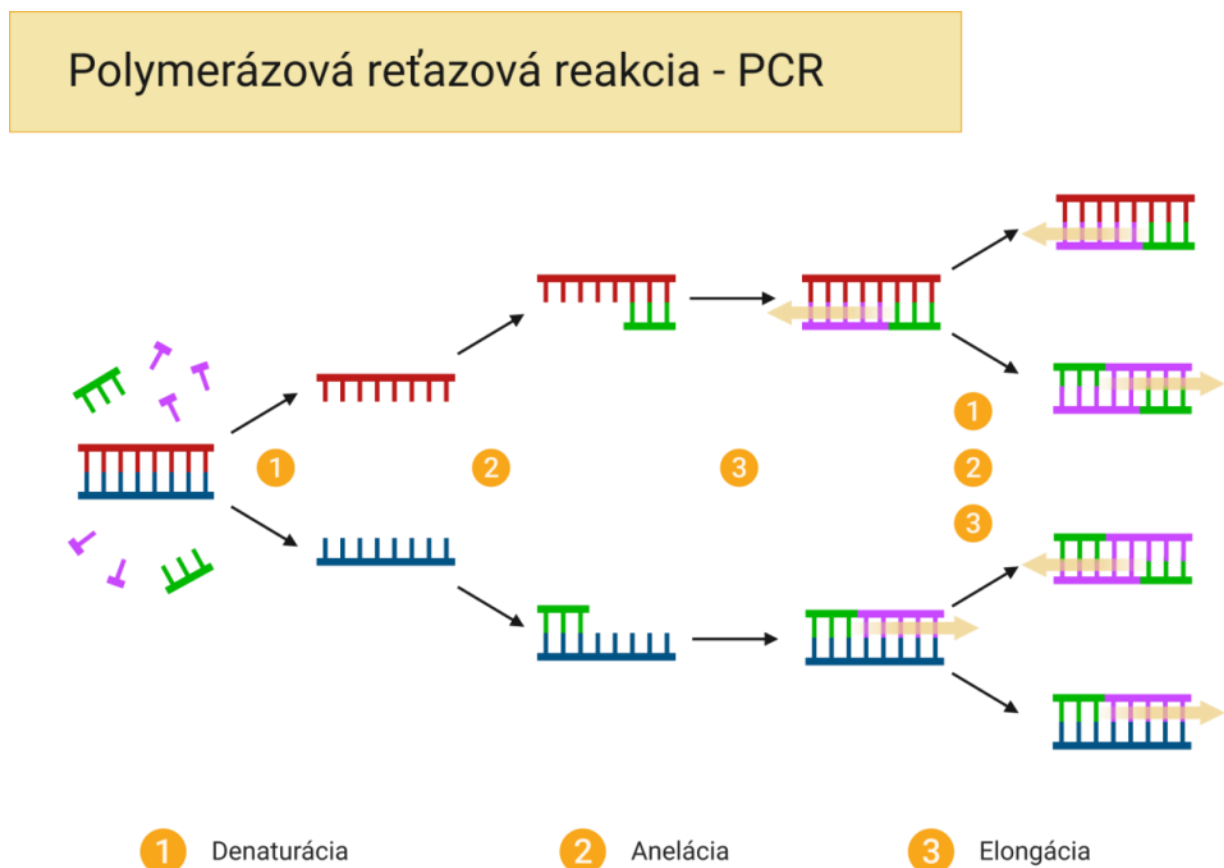 Polymerázová reťazová reakcia - PCR
1
2
3
1
2
3
1 Denaturácia
2 Anelácia
3 Elongácia